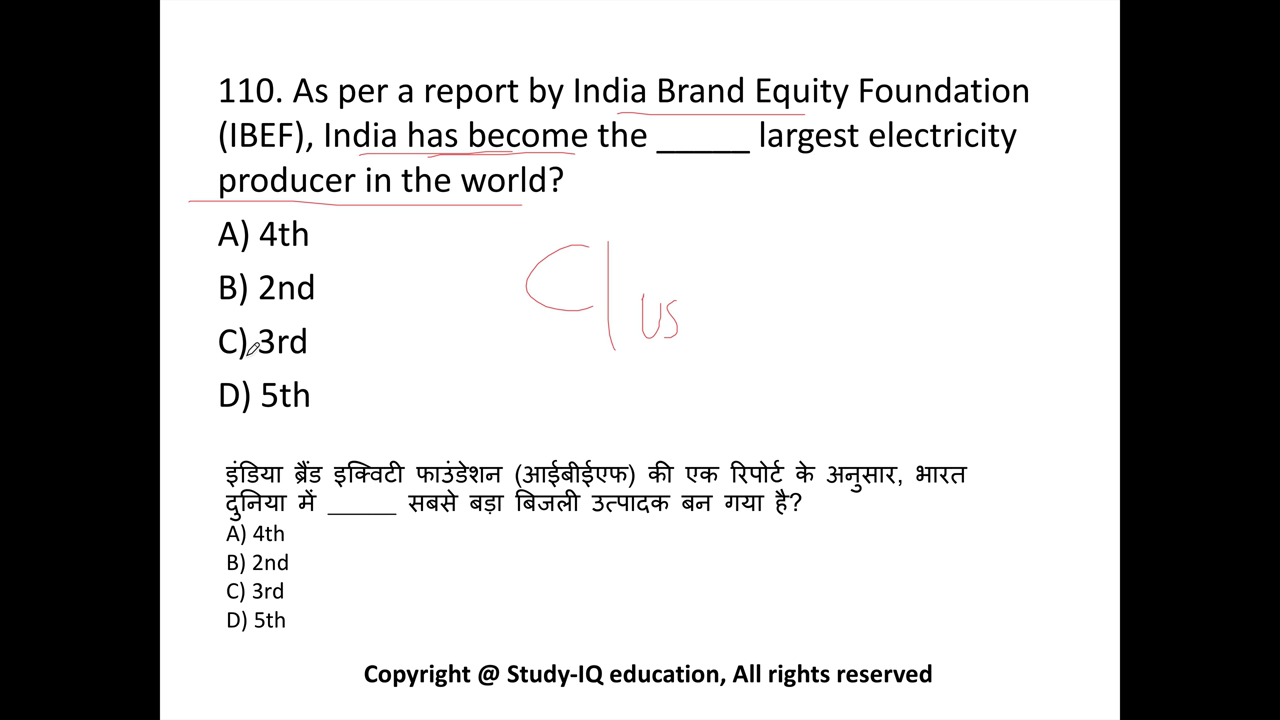 110. As per a report by India Brand Equity Foundation
(IBEF), India has become the _____ largest electricity
producer in the world?
A) 4th
B) 2nd
C) 3rd
D) 5th
C| US
इंडिया ब्रैंड इक्विटी फाउंडेशन (आईबीईएफ) की एक रिपोर्ट के अनुसार, भारत
दुनिया में ______ सबसे बड़ा बिजली उत्पादक बन गया है?
A) 4th
B) 2nd
C) 3rd
D) 5th
Copyright @ Study-IQ education, All rights reserved